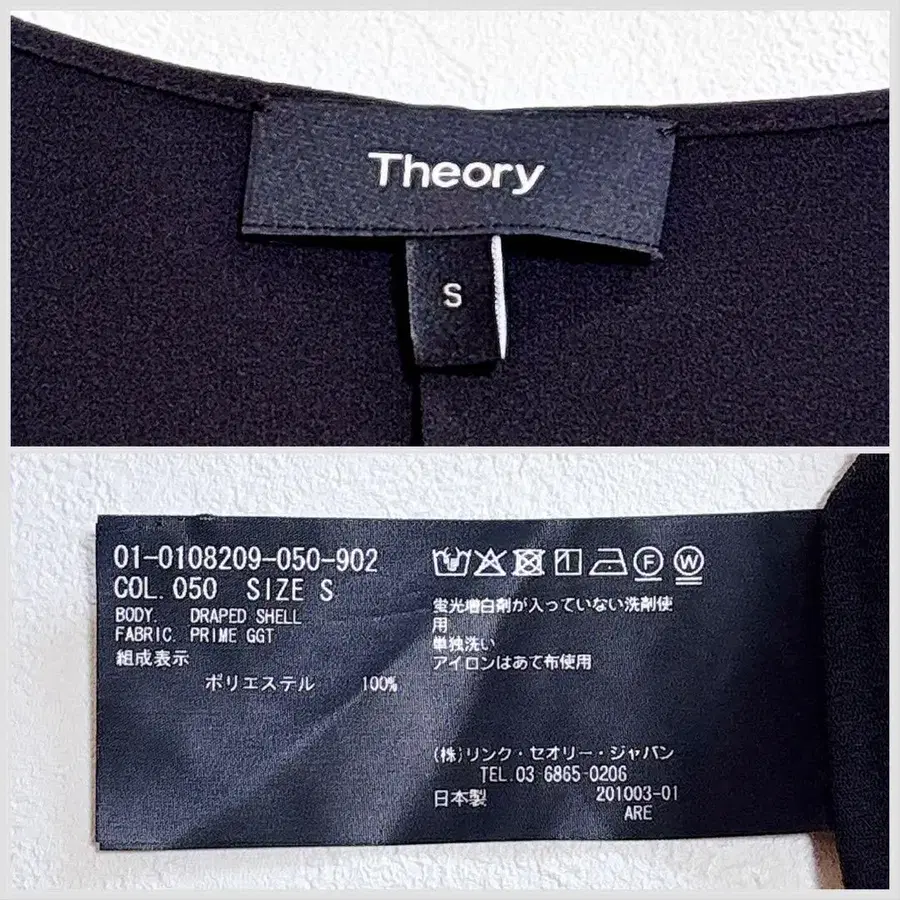 Theory
S
01-0108209-050-902
COL. 050 SIZE S
BODY. DRAPED SHELL
FABRIC. PRIME GGT
組成表示
ポリエステル 100%
F W
蛍光増白剤が入っていない洗剤使
用
単独洗い
アイロンはあて布使用
(株)リンク・セオリー・ジャパン
TEL.03 6865-0206
日本製 201003-01
ARE